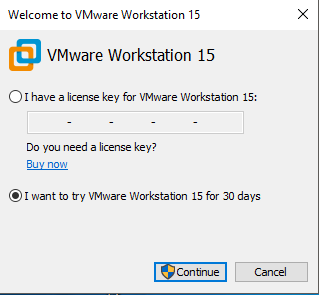 Welcome to VMware Workstation 15
VMware Workstation 15
I have a license key for VMware Workstation 15:
- - - -
Do you need a license key?
Buy now
I want to try VMware Workstation 15 for 30 days
Continue Cancel